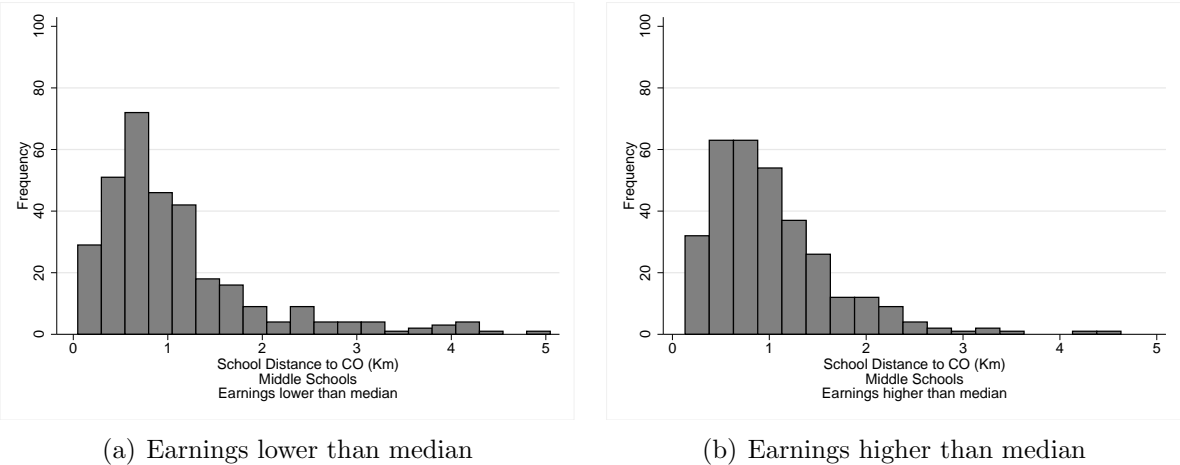 100
80
60
40
20
0
Frequency
0 1 2 3 4 5
School Distance to CO (Km)
Middle Schools
Earnings lower than median
(a) Earnings lower than median
100
80
60
40
20
0
Frequency
0 1 2 3 4 5
School Distance to CO (Km)
Middle Schools
Earnings higher than median
(b) Earnings higher than median